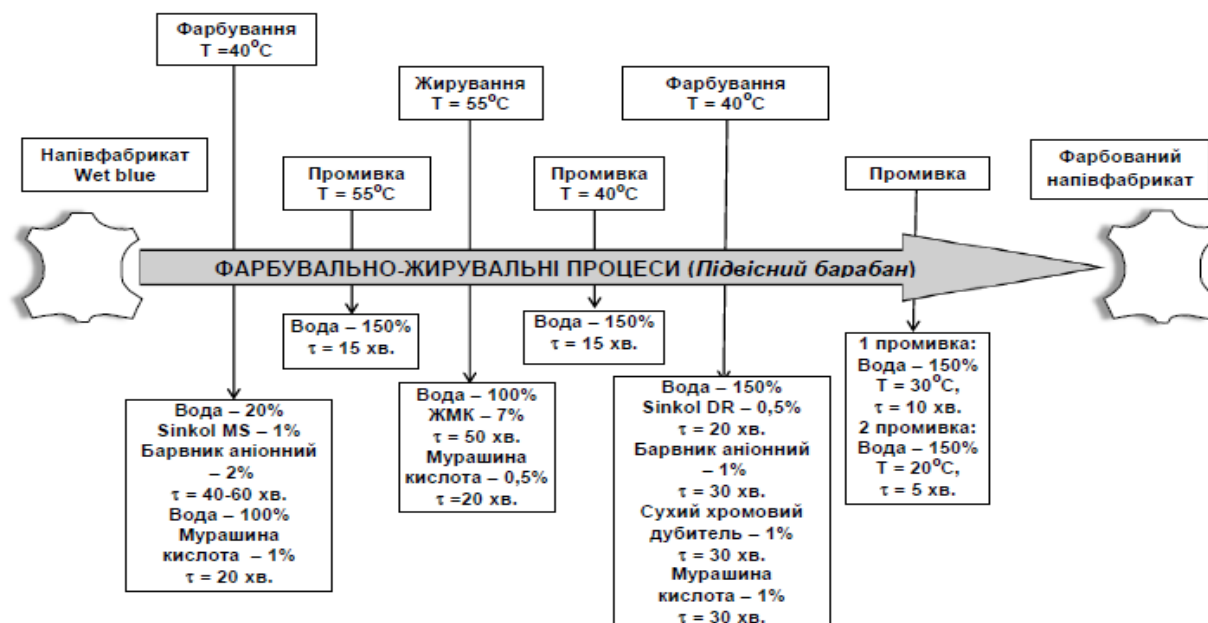 Фарбування
T =40°C
Жирування
T = 55°C
Фарбування
T = 40°C
Напівфабрикат
Wet blue
Промивка
T = 55°C
Промивка
T = 40°C
Промивка
Фарбований
напівфабрикат
ФАРБУВАЛЬНО-ЖИРУВАЛЬНІ ПРОЦЕСИ (Підвісний барабан)
Вода – 20%
Sinkol MS – 1%
Барвник аніонний
– 2%
τ = 40-60 хв.
Вода – 100%
Мурашина
кислота – 1%
τ = 20 хв.
Вода – 150%
τ = 15 хв.
Вода – 100%
ЖМК – 7%
τ = 50 хв.
Мурашина
кислота – 0,5%
τ =20 хв.
Вода – 150%
τ = 15 хв.
Вода – 150%
Sinkol DR – 0,5%
τ = 20 хв.
Барвник аніонний
– 1%
τ = 30 хв.
Сухий хромовий
дубитель – 1%
τ = 30 хв.
Мурашина
кислота – 1%
τ = 30 хв.
1 промивка:
Вода – 150%
T = 30°C,
τ = 10 хв.
2 промивка:
Вода – 150%
T = 20°C,
τ = 5 хв.